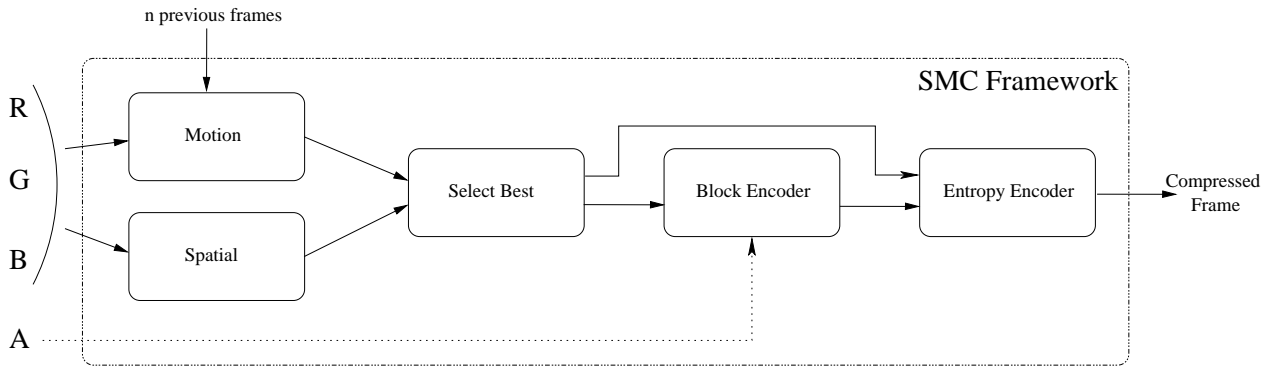 n previous frames
SMC Framework
R
G
B
A
Motion
Spatial
Select Best
Block Encoder
Entropy Encoder
Compressed
Frame